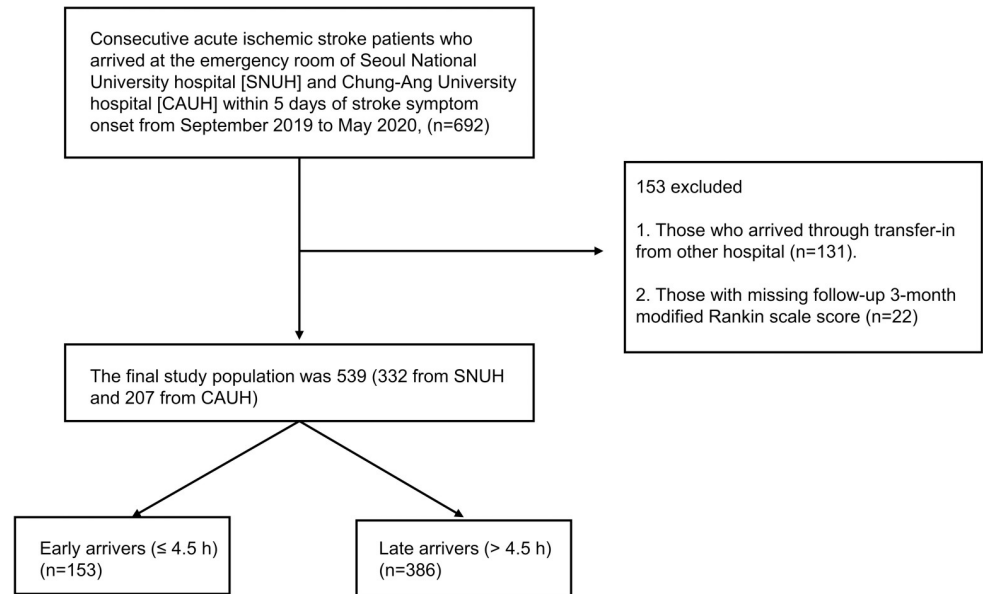 Consecutive acute ischemic stroke patients who
arrived at the emergency room of Seoul National
University hospital [SNUH] and Chung-Ang University
hospital [CAUH] within 5 days of stroke symptom
onset from September 2019 to May 2020, (n=692)
153 excluded
1. Those who arrived through transfer-in
from other hospital (n=131).
2. Those with missing follow-up 3-month
modified Rankin scale score (n=22)
The final study population was 539 (332 from SNUH
and 207 from CAUH)
Early arrivers (≤ 4.5 h)
(n=153)
Late arrivers (> 4.5 h)
(n=386)